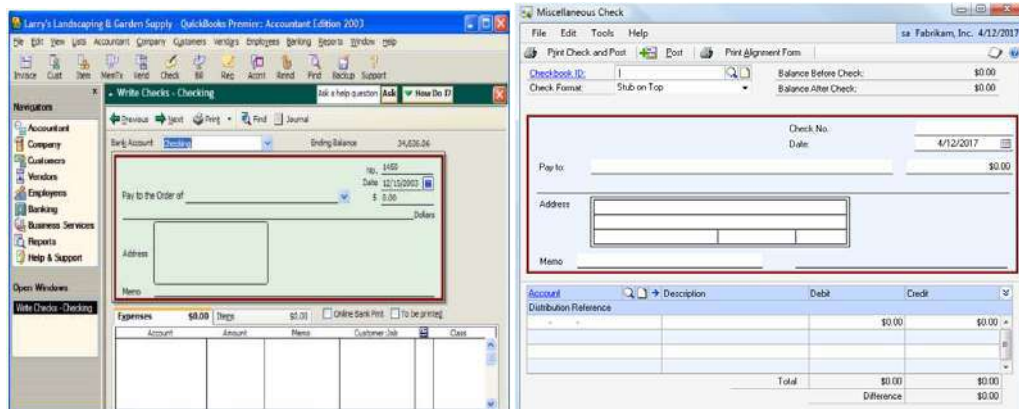 Larry's Landscaping & Garden Supply - QuickBooks Premier: Accountant Edition 2003
File Edit View Lists Accountant Company Customers Vendors Employees Banking Reports Window Help
Invoice Cust Item MemTx Vend Check Bill Reg Accnt Remd Find Backup Support
Navigators
Accountant
Company
Customers
Vendors
Employees
Banking
Business Services
Reports
Help & Support
Open Windows
Write Checks - Checking
Write Checks - Checking Ask a help question Ask How Do I?
Previous Next Print Find Journal
Bank Account Checking Ending Balance
No. 1450
Date 12/15/2003
Pay to the Order of $ 0.00
Dollars
Address
Memo
Expenses $0.00 Items $0.00 Online Bank Pmt To be printed
Account Amount Memo Customer:Job Class
Miscellaneous Check
File Edit Tools Help sa Fabrikam, Inc. 4/12/2017
Print Check and Post Post Print Alignment Form
Checkbook ID: Balance Before Check: $0.00
Check Format: Stub on Top Balance After Check: $0.00
Check No.
Date: 4/12/2017
Pay to: $0.00
Address
Memo
Account Description Debit Credit
Distribution Reference
- - $0.00 $0.00
Total $0.00 $0.00
Difference $0.00